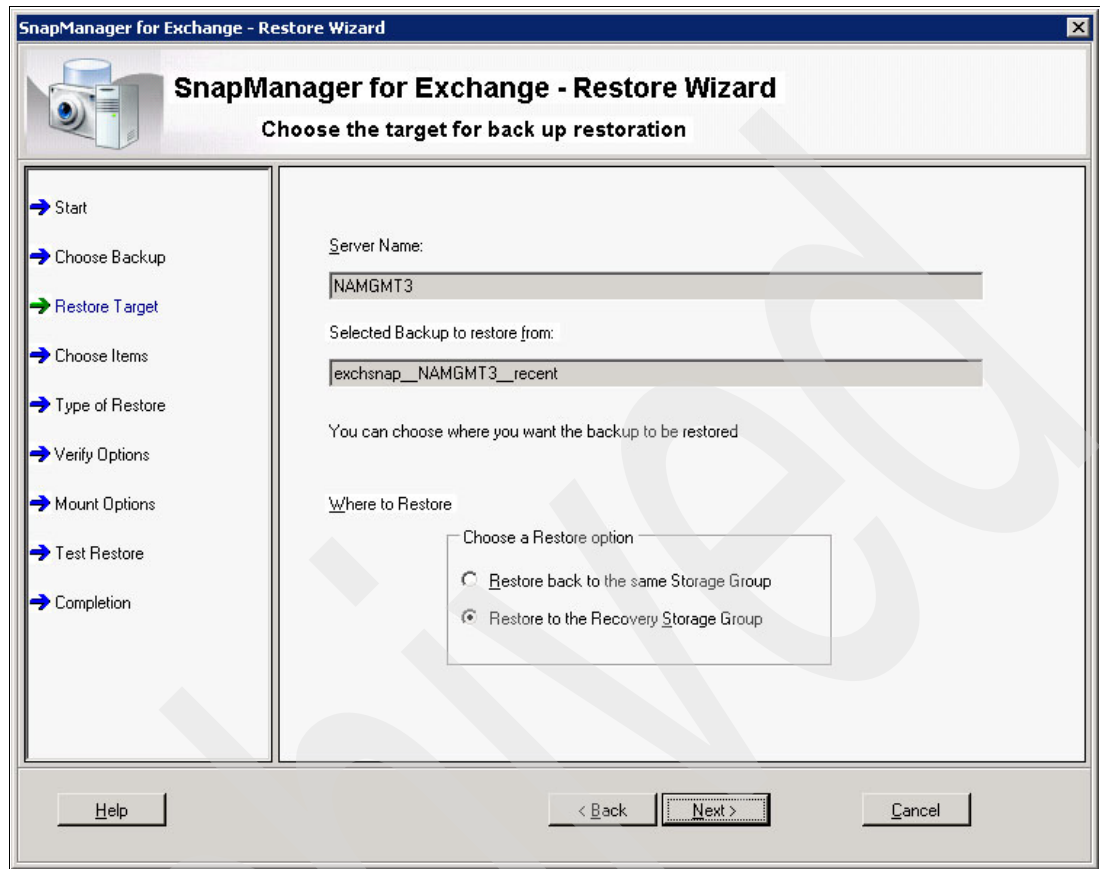 SnapManager for Exchange - Restore Wizard
SnapManager for Exchange - Restore Wizard
Choose the target for back up restoration
Start
Choose Backup
Restore Target
Choose Items
Type of Restore
Verify Options
Mount Options
Test Restore
Completion
Server Name:
NAMGMT3
Selected Backup to restore from:
exchsnap__NAMGMT3__recent
You can choose where you want the backup to be restored
Where to Restore
Choose a Restore option
Restore back to the same Storage Group
Restore to the Recovery Storage Group
Help
< Back
Next >
Cancel